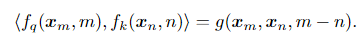 ⟨f_q(x_m, m), f_k(x_n, n)⟩ = g(x_m, x_n, m − n).